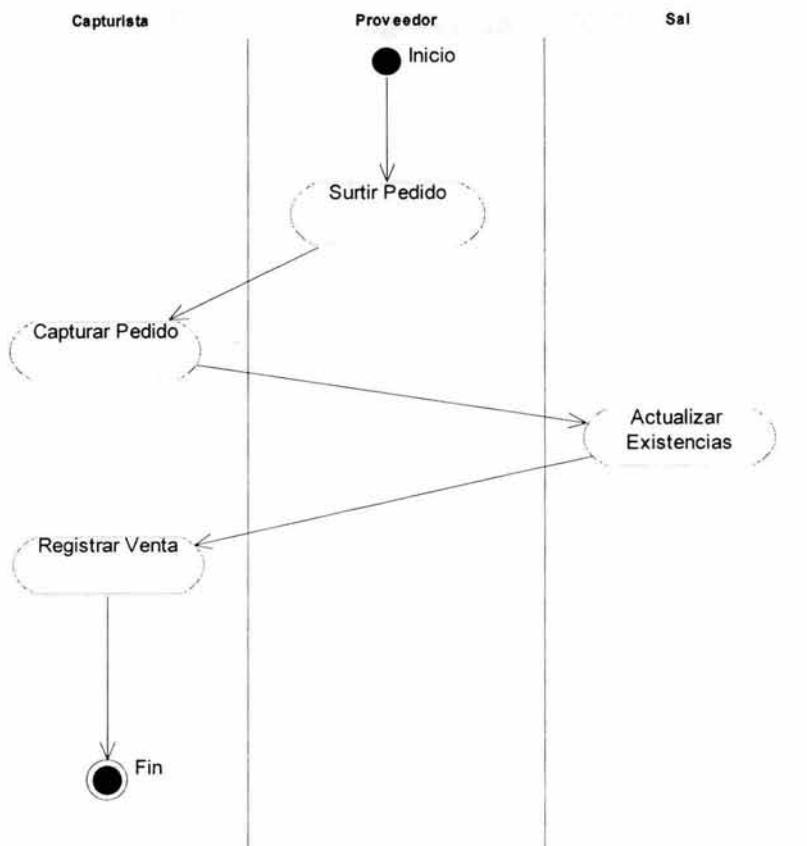 Capturista
Proveedor
Sal
Inicio
Surtir Pedido
Capturar Pedido
Actualizar
Existencias
Registrar Venta
Fin